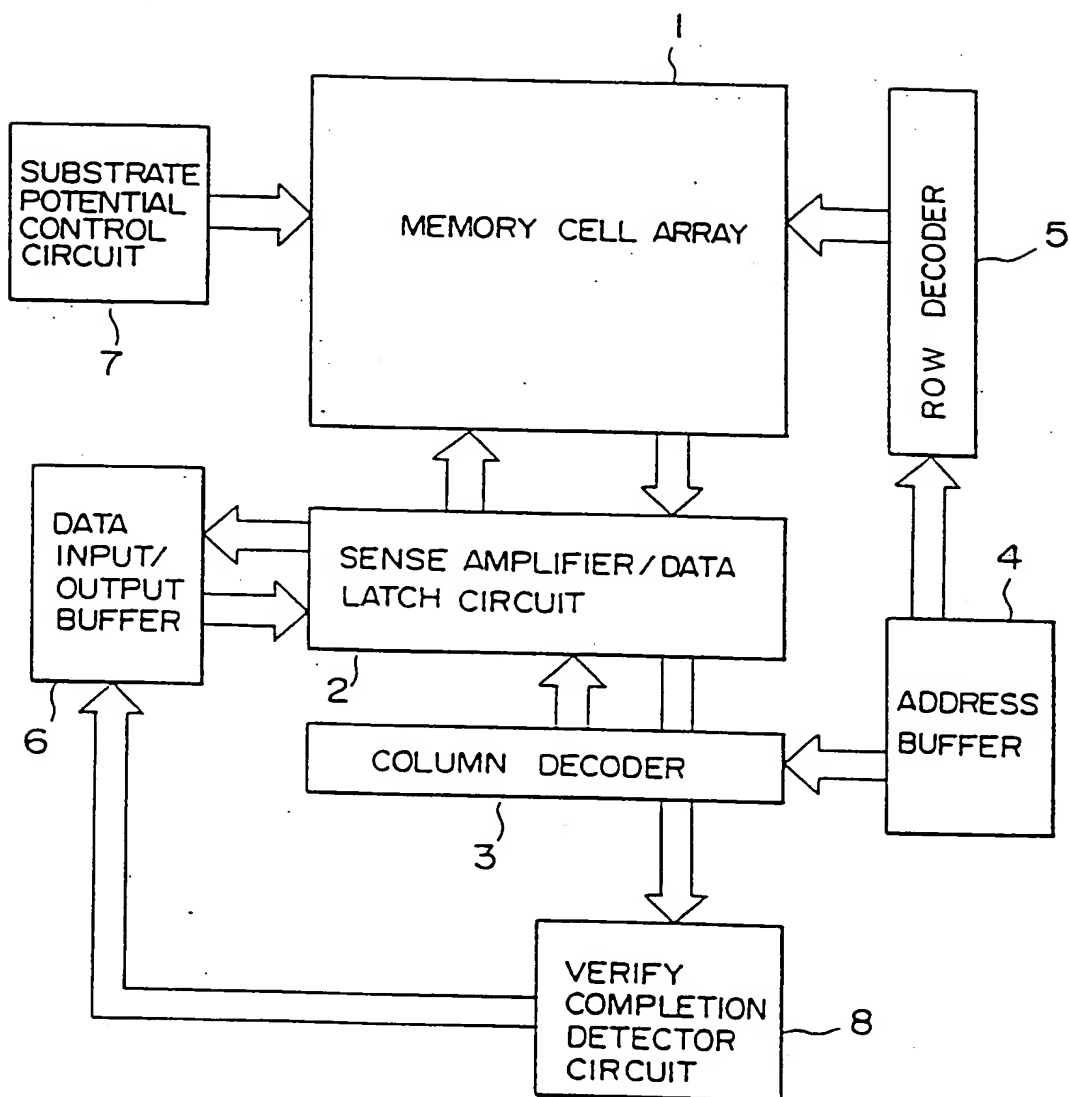 1
SUBSTRATE
POTENTIAL
CONTROL
CIRCUIT
7
MEMORY CELL ARRAY
ROW DECODER
5
DATA
INPUT/
OUTPUT
BUFFER
6
SENSE AMPLIFIER/DATA
LATCH CIRCUIT
2
4
ADDRESS
BUFFER
COLUMN DECODER
3
VERIFY
COMPLETION
DETECTOR
CIRCUIT
8